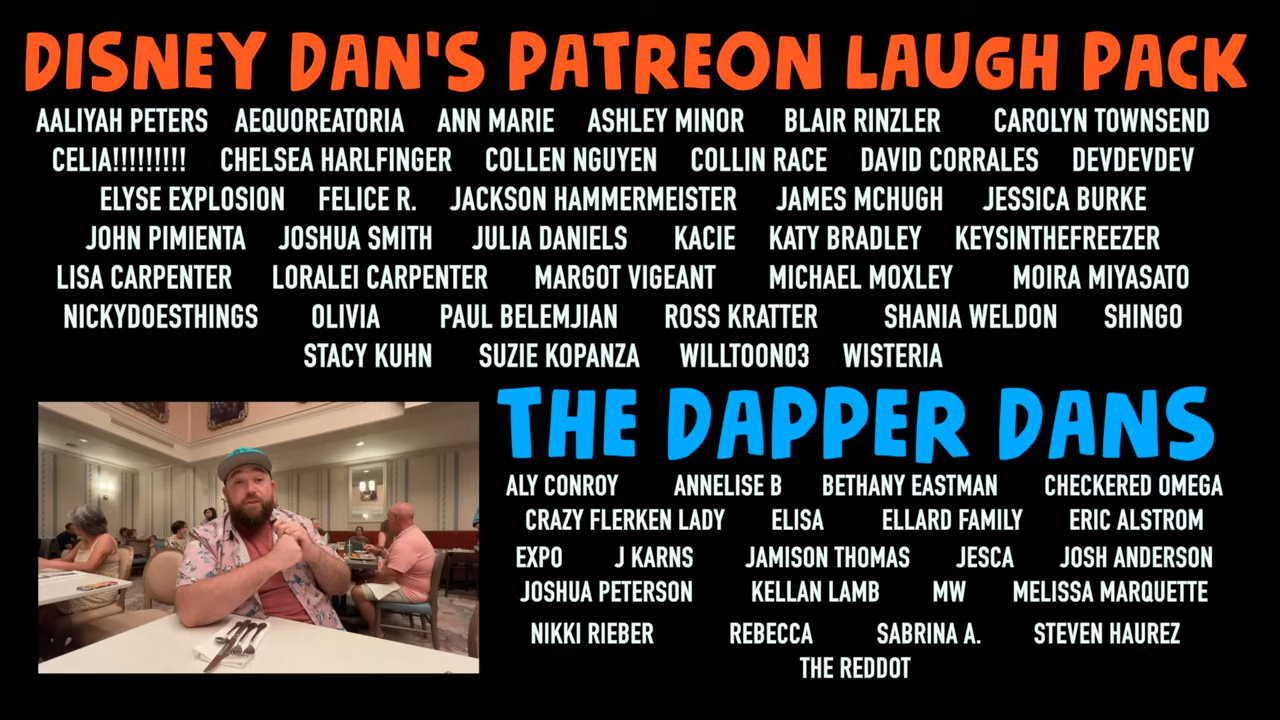 DISNEY DAN'S PATREON LAUGH PACK
AALIYAH PETERS AEQUOREATORIA ANN MARIE ASHLEY MINOR BLAIR RINZLER CAROLYN TOWNSEND
CELIA!!!!!!!!! CHELSEA HARLFINGER COLLEN NGUYEN COLLIN RACE DAVID CORRALES DEVDEVDEV
ELYSE EXPLOSION FELICE R. JACKSON HAMMERMEISTER JAMES MCHUGH JESSICA BURKE
JOHN PIMIENTA JOSHUA SMITH JULIA DANIELS KACIE KATY BRADLEY KEYSINTHEFREEZER
LISA CARPENTER LORALEI CARPENTER MARGOT VIGEANT MICHAEL MOXLEY MOIRA MIYASATO
NICKYDOESTHINGS OLIVIA PAUL BELEMJIAN ROSS KRATTER SHANIA WELDON SHINGO
STACY KUHN SUZIE KOPANZA WILLTOON03 WISTERIA
THE DAPPER DANS
ALY CONROY ANNELISE B BETHANY EASTMAN CHECKERED OMEGA
CRAZY FLERKEN LADY ELISA ELLARD FAMILY ERIC ALSTROM
EXPO J KARNS JAMISON THOMAS JESCA JOSH ANDERSON
JOSHUA PETERSON KELLAN LAMB MW MELISSA MARQUETTE
NIKKI RIEBER REBECCA SABRINA A. STEVEN HAUREZ
THE REDDOT